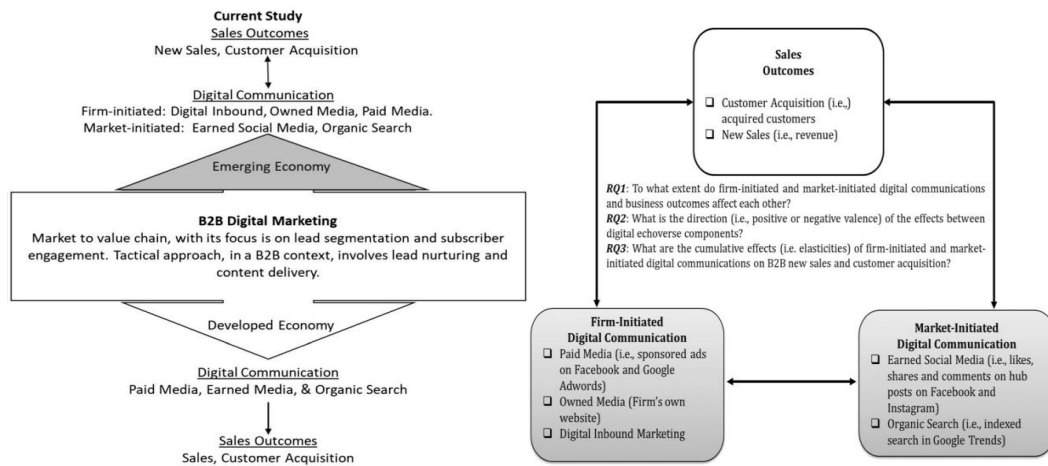 Current Study
Sales Outcomes
New Sales, Customer Acquisition
Digital Communication
Firm-initiated: Digital Inbound, Owned Media, Paid Media.
Market-initiated: Earned Social Media, Organic Search
Emerging Economy
B2B Digital Marketing
Market to value chain, with its focus is on lead segmentation and subscriber
engagement. Tactical approach, in a B2B context, involves lead nurturing and
content delivery.
Developed Economy
Digital Communication
Paid Media, Earned Media, & Organic Search
Sales Outcomes
Sales, Customer Acquisition
Sales
Outcomes
Customer Acquisition (i.e.,)
acquired customers
New Sales (i.e., revenue)
RQ1: To what extent do firm-initiated and market-initiated digital communications
and business outcomes affect each other?
RQ2: What is the direction (i.e., positive or negative valence) of the effects between
digital echoverse components?
RQ3: What are the cumulative effects (i.e. elasticities) of firm-initiated and market-
initiated digital communications on B2B new sales and customer acquisition?
Firm-Initiated
Digital Communication
Paid Media (i.e., sponsored ads
on Facebook and Google
Adwords)
Owned Media (Firm's own
website)
Digital Inbound Marketing
Market-Initiated
Digital Communication
Earned Social Media (i.e., likes,
shares and comments on hub
posts on Facebook and
Instagram)
Organic Search (i.e., indexed
search in Google Trends)